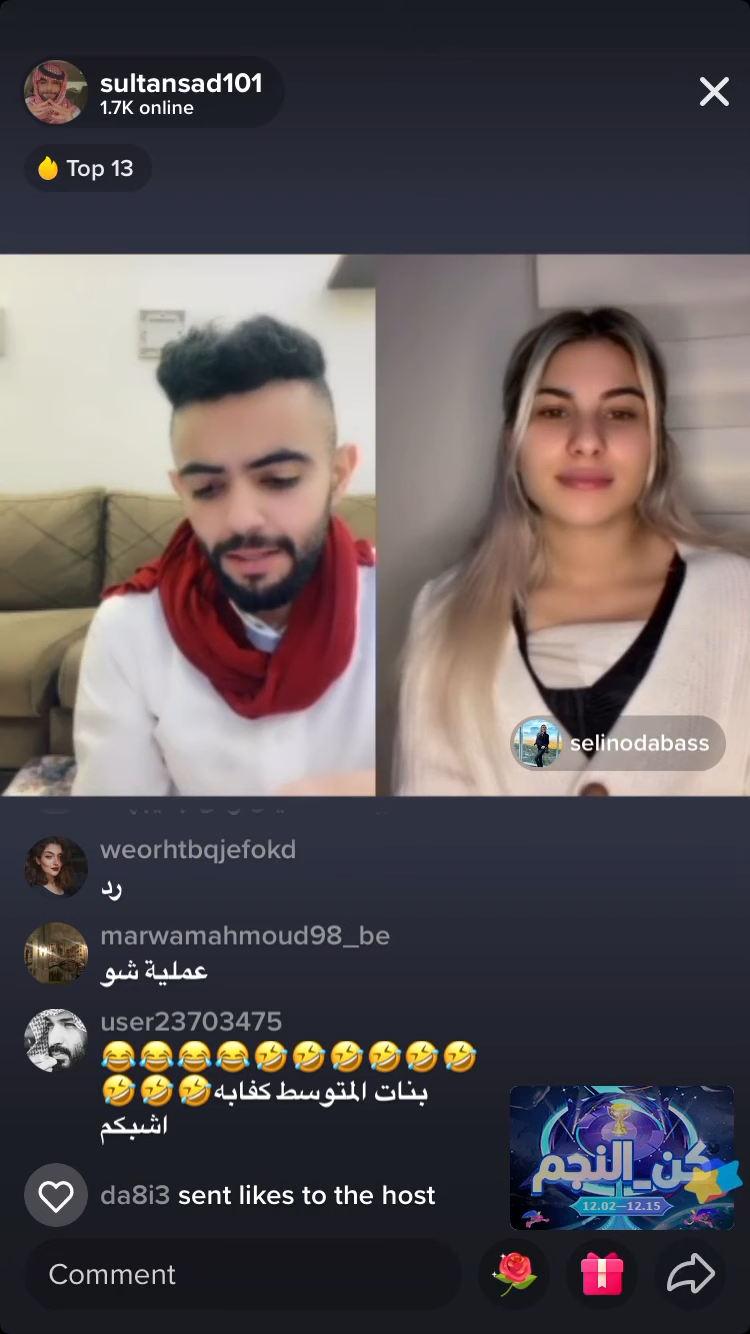 sultansad101
1.7K online
Top 13
selinodabass
weorhtbqjefokd
رد
marwamahmoud98_be
عملية شو
user23703475
😂😂😂😂🤣🤣🤣🤣🤣🤣
🤣🤣🤣بنات المتوسط كفابه
اشبكم
da8i3 sent likes to the host
كن_النجم
12.02—12.15
Comment